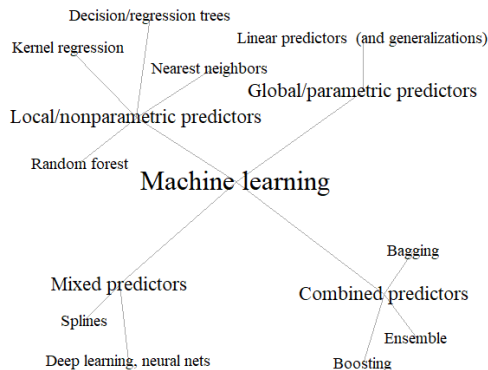 Decision/regression trees
Linear predictors (and generalizations)
Kernel regression
Nearest neighbors
Global/parametric predictors
Local/nonparametric predictors
Random forest
Machine learning
Bagging
Mixed predictors
Combined predictors
Splines
Ensemble
Deep learning, neural nets
Boosting